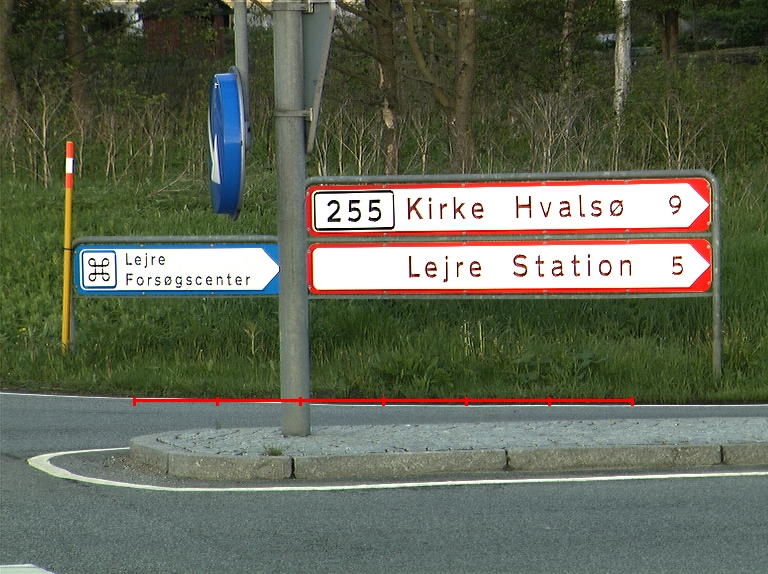 255 Kirke Hvalsø 9
Lejre Station 5
Lejre
Forsøgscenter